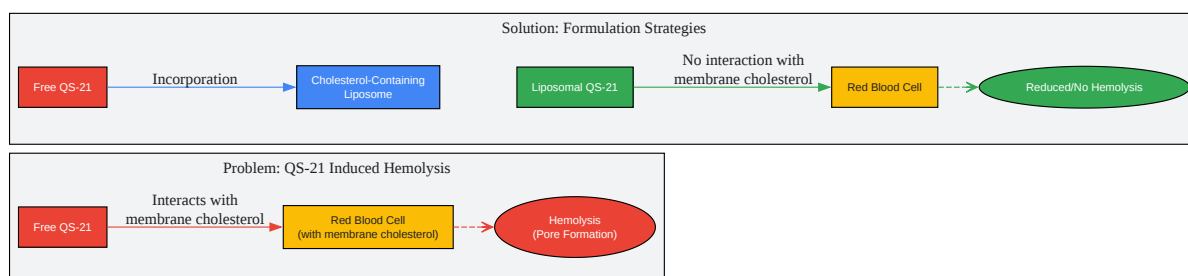 Solution: Formulation Strategies
Free QS-21
Incorporation
Cholesterol-Containing
Liposome
Liposomal QS-21
No interaction with
membrane cholesterol
Red Blood Cell
Reduced/No Hemolysis
Problem: QS-21 Induced Hemolysis
Free QS-21
Interacts with
membrane cholesterol
Red Blood Cell
(with membrane cholesterol)
Hemolysis
(Pore Formation)